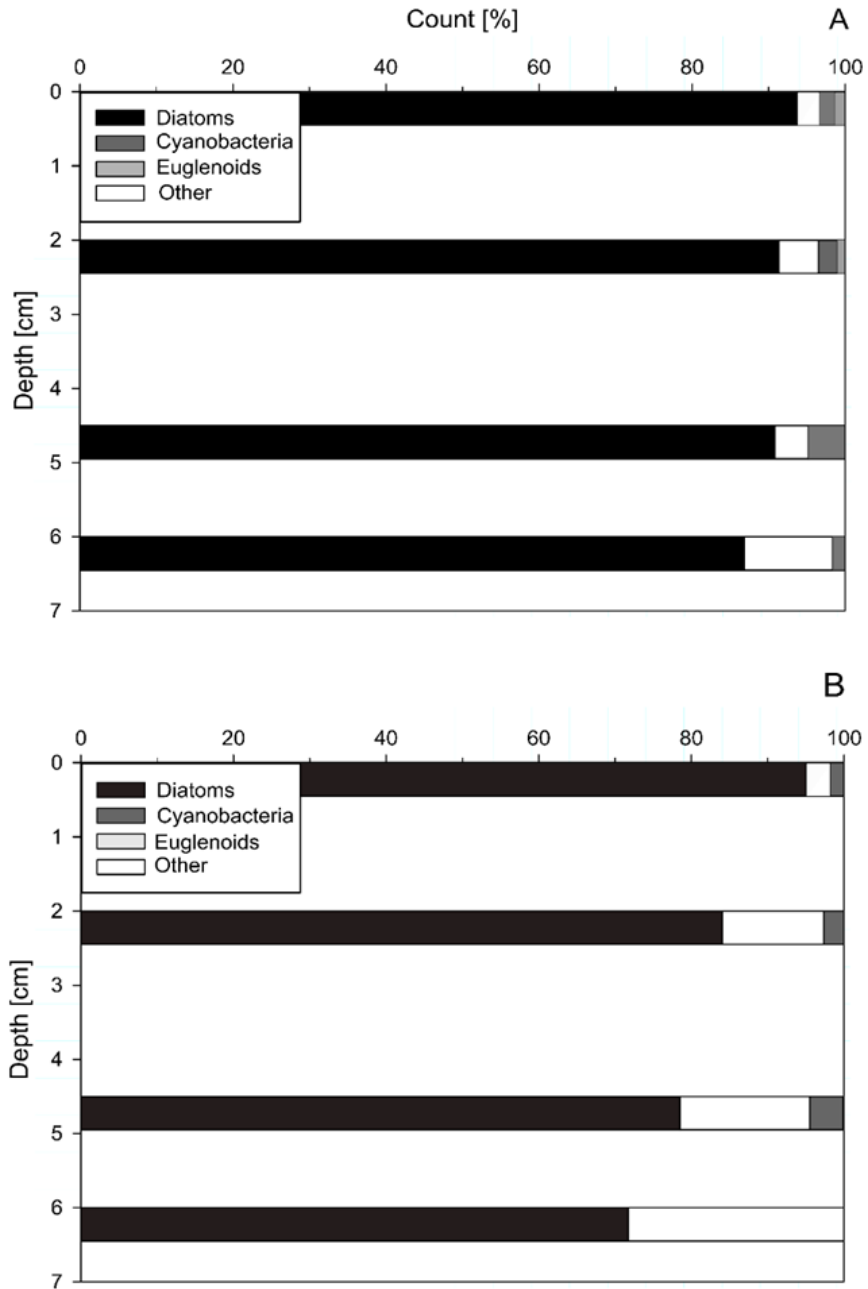 Count [%]
A
0 20 40 60 80 100
0
Diatoms
Cyanobacteria
Euglenoids
Other
1
2
3
4
5
6
7
Depth [cm]
B
0 20 40 60 80 100
0
Diatoms
Cyanobacteria
Euglenoids
Other
1
2
3
4
5
6
7
Depth [cm]